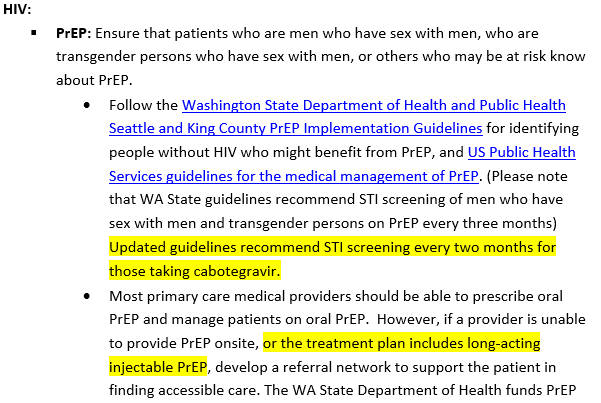 HIV:
▪ PrEP: Ensure that patients who are men who have sex with men, who are
transgender persons who have sex with men, or others who may be at risk know
about PrEP.
• Follow the Washington State Department of Health and Public Health
Seattle and King County PrEP Implementation Guidelines for identifying
people without HIV who might benefit from PrEP, and US Public Health
Services guidelines for the medical management of PrEP. (Please note
that WA State guidelines recommend STI screening of men who have
sex with men and transgender persons on PrEP every three months)
Updated guidelines recommend STI screening every two months for
those taking cabotegravir.
• Most primary care medical providers should be able to prescribe oral
PrEP and manage patients on oral PrEP.  However, if a provider is unable
to provide PrEP onsite, or the treatment plan includes long-acting
injectable PrEP, develop a referral network to support the patient in
finding accessible care. The WA State Department of Health funds PrEP